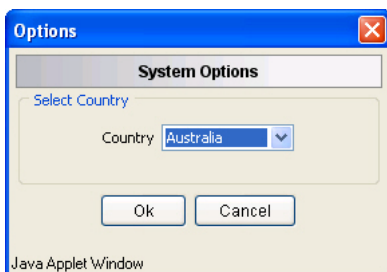 Options
System Options
Select Country
Country Australia
Ok Cancel
Java Applet Window